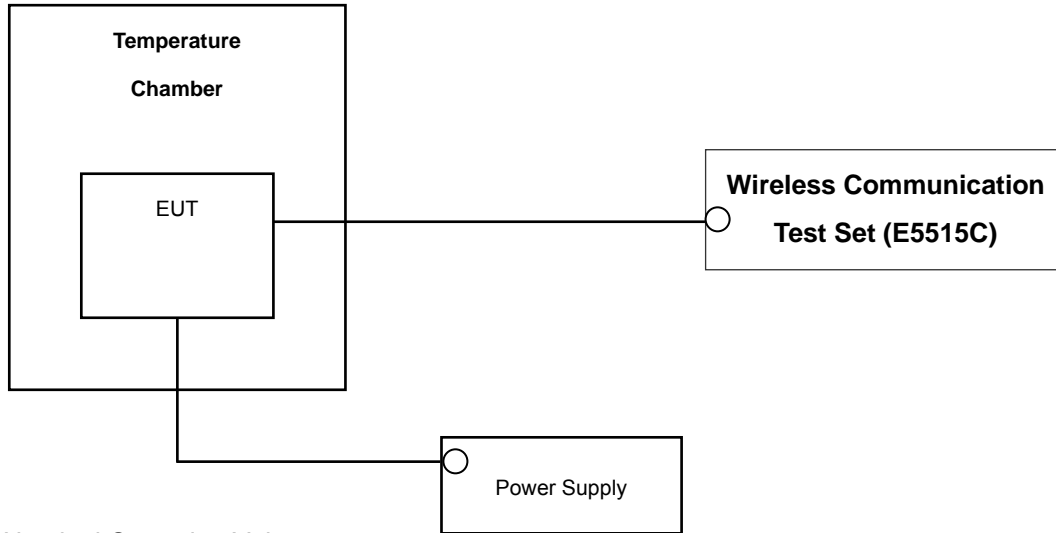 Temperature
Chamber
EUT
Wireless Communication
Test Set (E5515C)
Power Supply